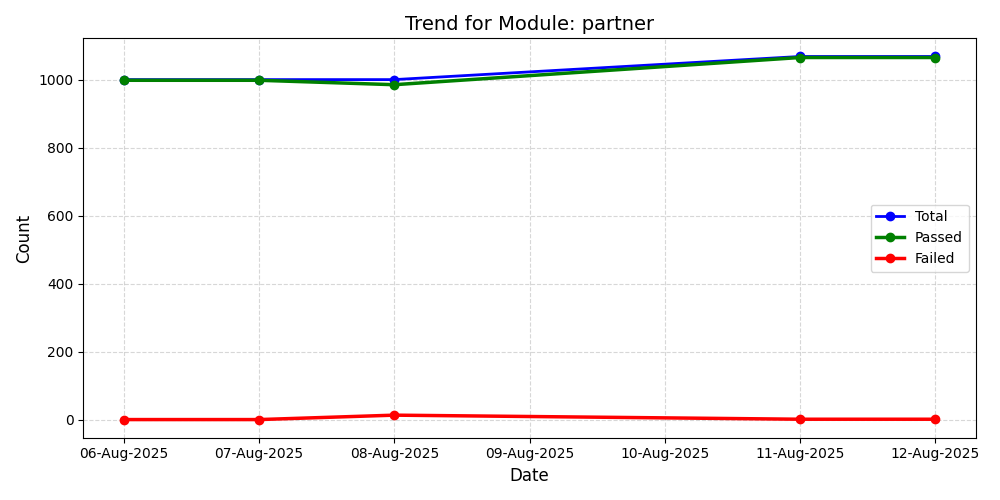 Trend for Module: partner
Count
1000
800
600
400
200
0
Total
Passed
Failed
06-Aug-2025 07-Aug-2025 08-Aug-2025 09-Aug-2025 10-Aug-2025 11-Aug-2025 12-Aug-2025
Date